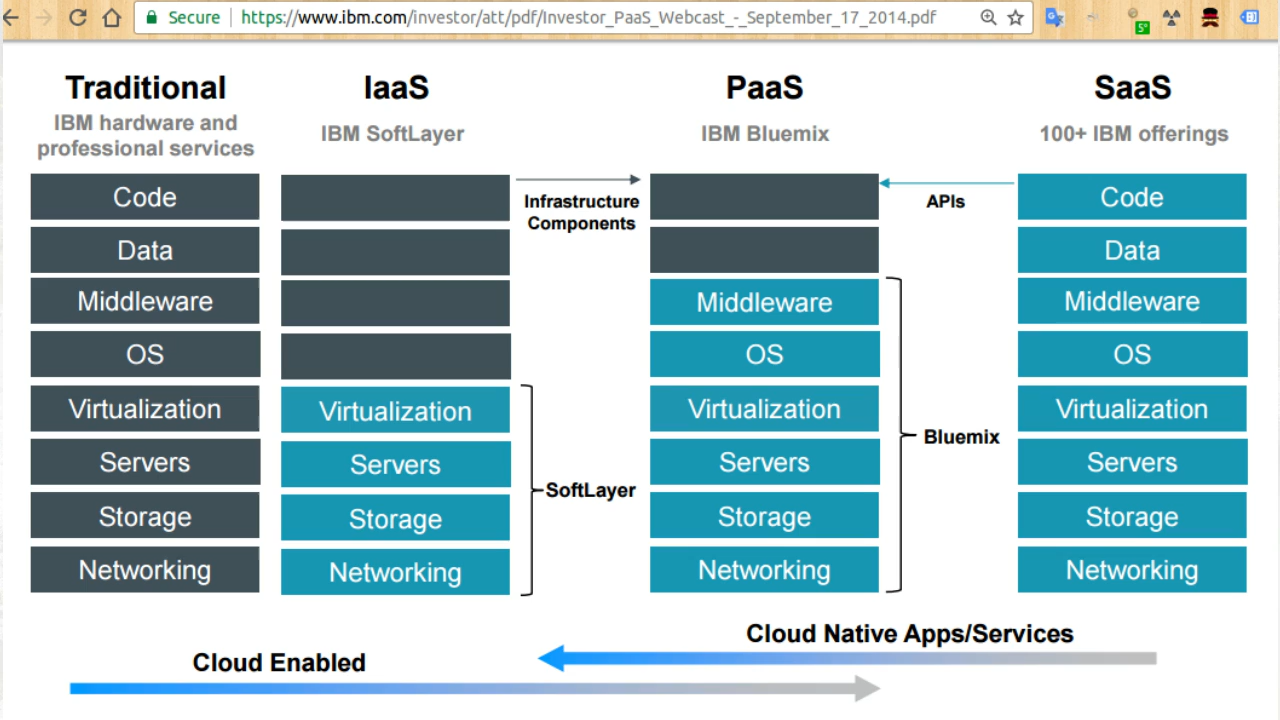 Secure https://www.ibm.com/investor/att/pdf/Investor_PaaS_Webcast_-_September_17_2014.pdf
Traditional
IBM hardware and
professional services
Code
Data
Middleware
OS
Virtualization
Servers
Storage
Networking
IaaS
IBM SoftLayer
Virtualization
Servers
Storage
Networking
SoftLayer
Infrastructure
Components
PaaS
IBM Bluemix
Middleware
OS
Virtualization
Servers
Storage
Networking
Bluemix
APIs
SaaS
100+ IBM offerings
Code
Data
Middleware
OS
Virtualization
Servers
Storage
Networking
Cloud Native Apps/Services
Cloud Enabled